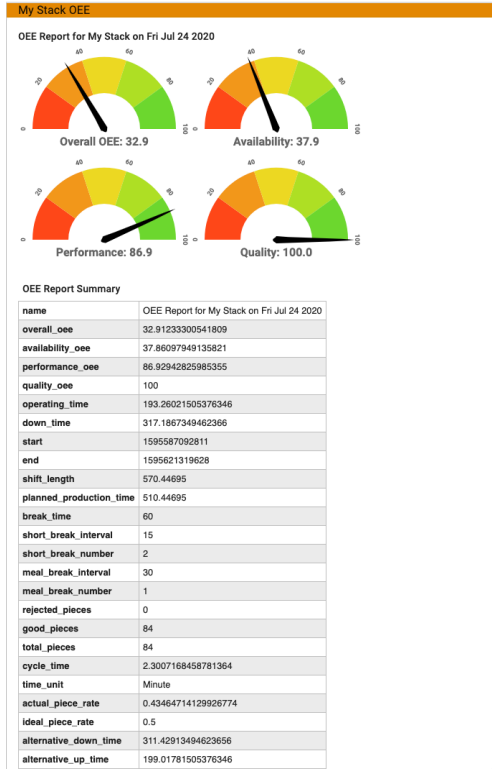 My Stack OEE
OEE Report for My Stack on Fri Jul 24 2020
0 20 40 60 80 100
Overall OEE: 32.9
0 20 40 60 80 100
Availability: 37.9
0 20 40 60 80 100
Performance: 86.9
0 20 40 60 80 100
Quality: 100.0
OEE Report Summary
name OEE Report for My Stack on Fri Jul 24 2020
overall_oee 32.91233300541809
availability_oee 37.86097949135821
performance_oee 86.92942825985355
quality_oee 100
operating_time 193.26021505376346
down_time 317.1867349462366
start 1595587092811
end 1595621319628
shift_length 570.44695
planned_production_time 510.44695
break_time 60
short_break_interval 15
short_break_number 2
meal_break_interval 30
meal_break_number 1
rejected_pieces 0
good_pieces 84
total_pieces 84
cycle_time 2.3007168458781364
time_unit Minute
actual_piece_rate 0.43464714129926774
ideal_piece_rate 0.5
alternative_down_time 311.42913494623656
alternative_up_time 199.01781505376346